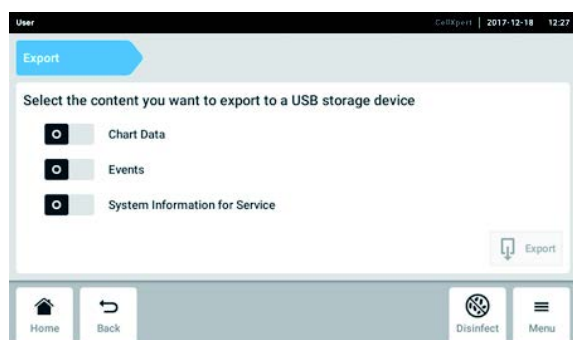 User CellXpert | 2017-12-18 12:27
Export
Select the content you want to export to a USB storage device
Chart Data
Events
System Information for Service
Export
Home Back Disinfect Menu